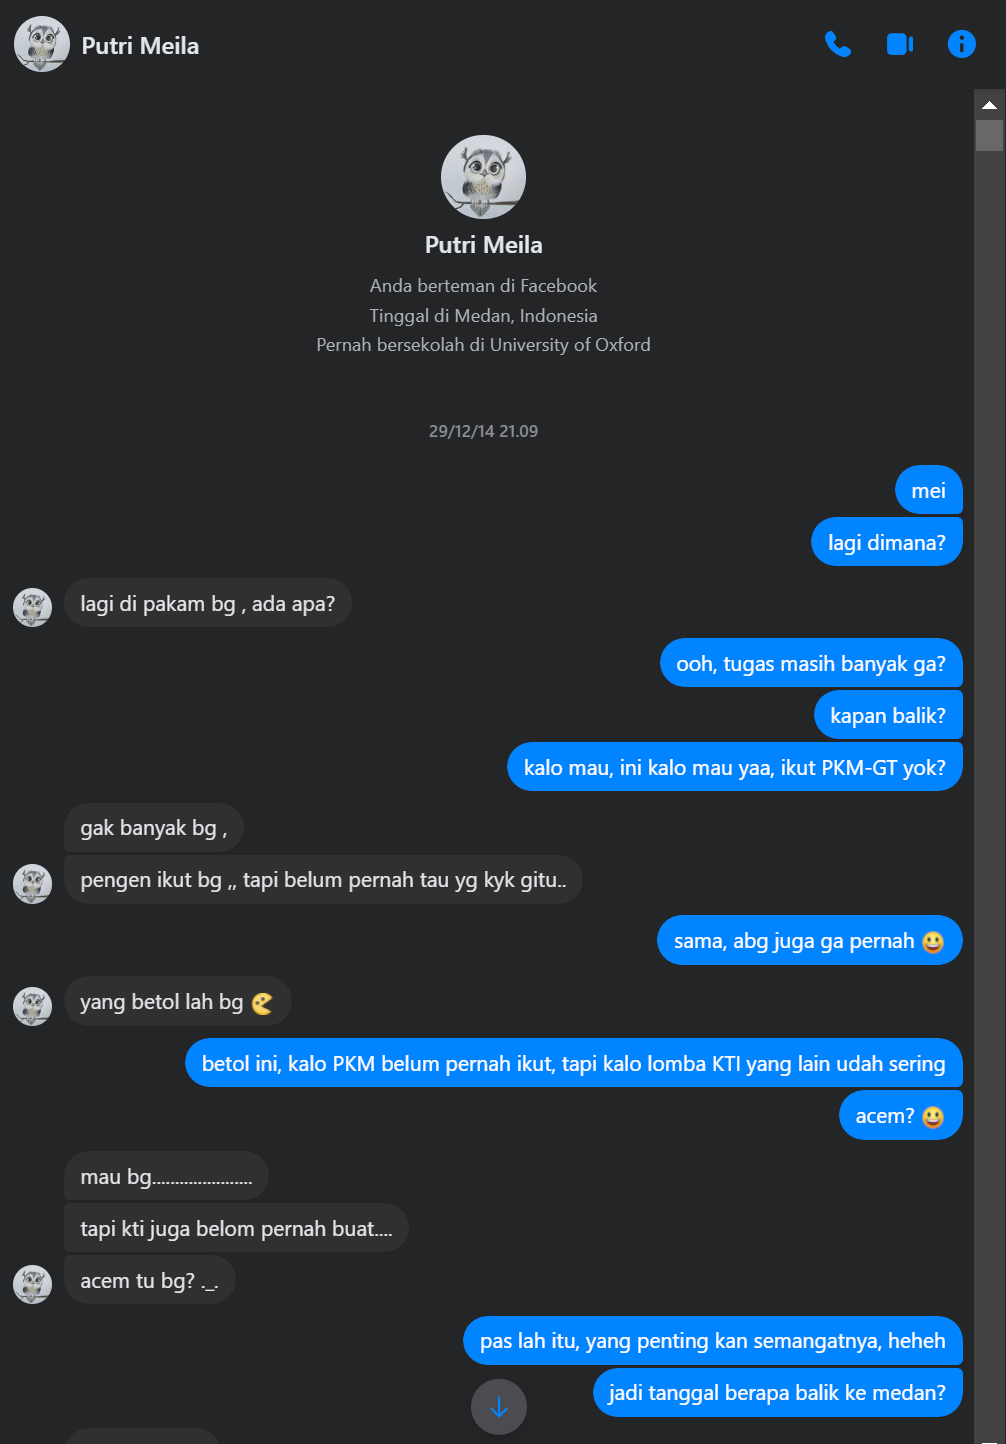 Putri Meila
Putri Meila
Anda berteman di Facebook
Tinggal di Medan, Indonesia
Pernah bersekolah di University of Oxford
29/12/14 21.09
mei
lagi dimana?
lagi di pakam bg , ada apa?
ooh, tugas masih banyak ga?
kapan balik?
kalo mau, ini kalo mau yaa, ikut PKM-GT yok?
gak banyak bg ,
pengen ikut bg ,, tapi belum pernah tau yg kyk gitu..
sama, abg juga ga pernah 😃
yang betol lah bg
betol ini, kalo PKM belum pernah ikut, tapi kalo lomba KTI yang lain udah sering
acem? 😃
mau bg......................
tapi kti juga belom pernah buat....
acem tu bg? ._.
pas lah itu, yang penting kan semangatnya, heheh
jadi tanggal berapa balik ke medan?